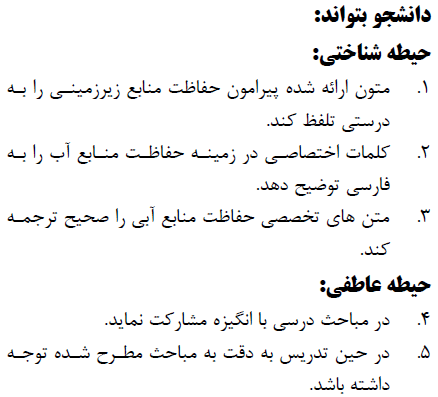 دانشجو بتواند:
حیطه شناختی:
۱. متون ارائه شده پیرامون حفاظت منابع زیرزمینی را به
درستی تلفظ کند.
۲. کلمات اختصاصی در زمینه حفاظت منابع آب را به
فارسی توضیح دهد.
۳. متن های تخصصی حفاظت منابع آبی را صحیح ترجمه
کند.
حیطه عاطفی:
۴. در مباحث درسی با انگیزه مشارکت نماید.
۵. در حین تدریس به دقت به مباحث مطرح شده توجه
داشته باشد.